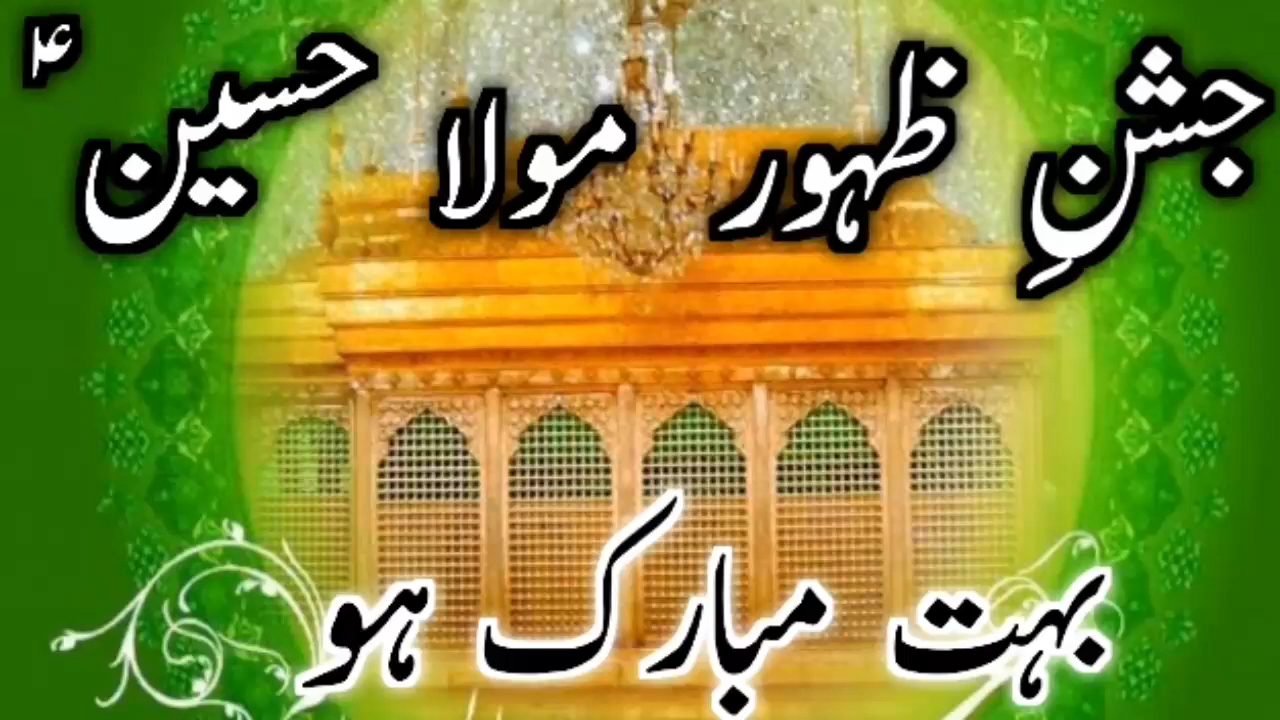 جشنِ ظہور مولا حسین ؑ
بہت مبارک ہو